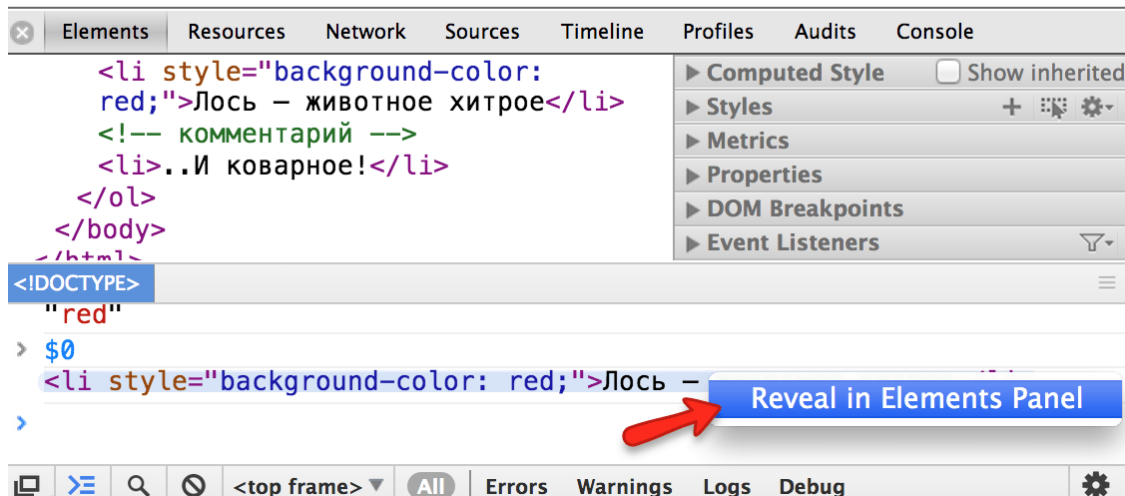 Elements Resources Network Sources Timeline Profiles Audits Console
<li style="background-color:
red;">Лось — животное хитрое</li>
<!-- комментарий -->
<li>..И коварное!</li>
</ol>
</body>
</html>
Computed Style Show inherited
Styles
Metrics
Properties
DOM Breakpoints
Event Listeners
<!DOCTYPE>
"red"
> $0
<li style="background-color: red;">Лось —
Reveal in Elements Panel
>
<top frame> All Errors Warnings Logs Debug